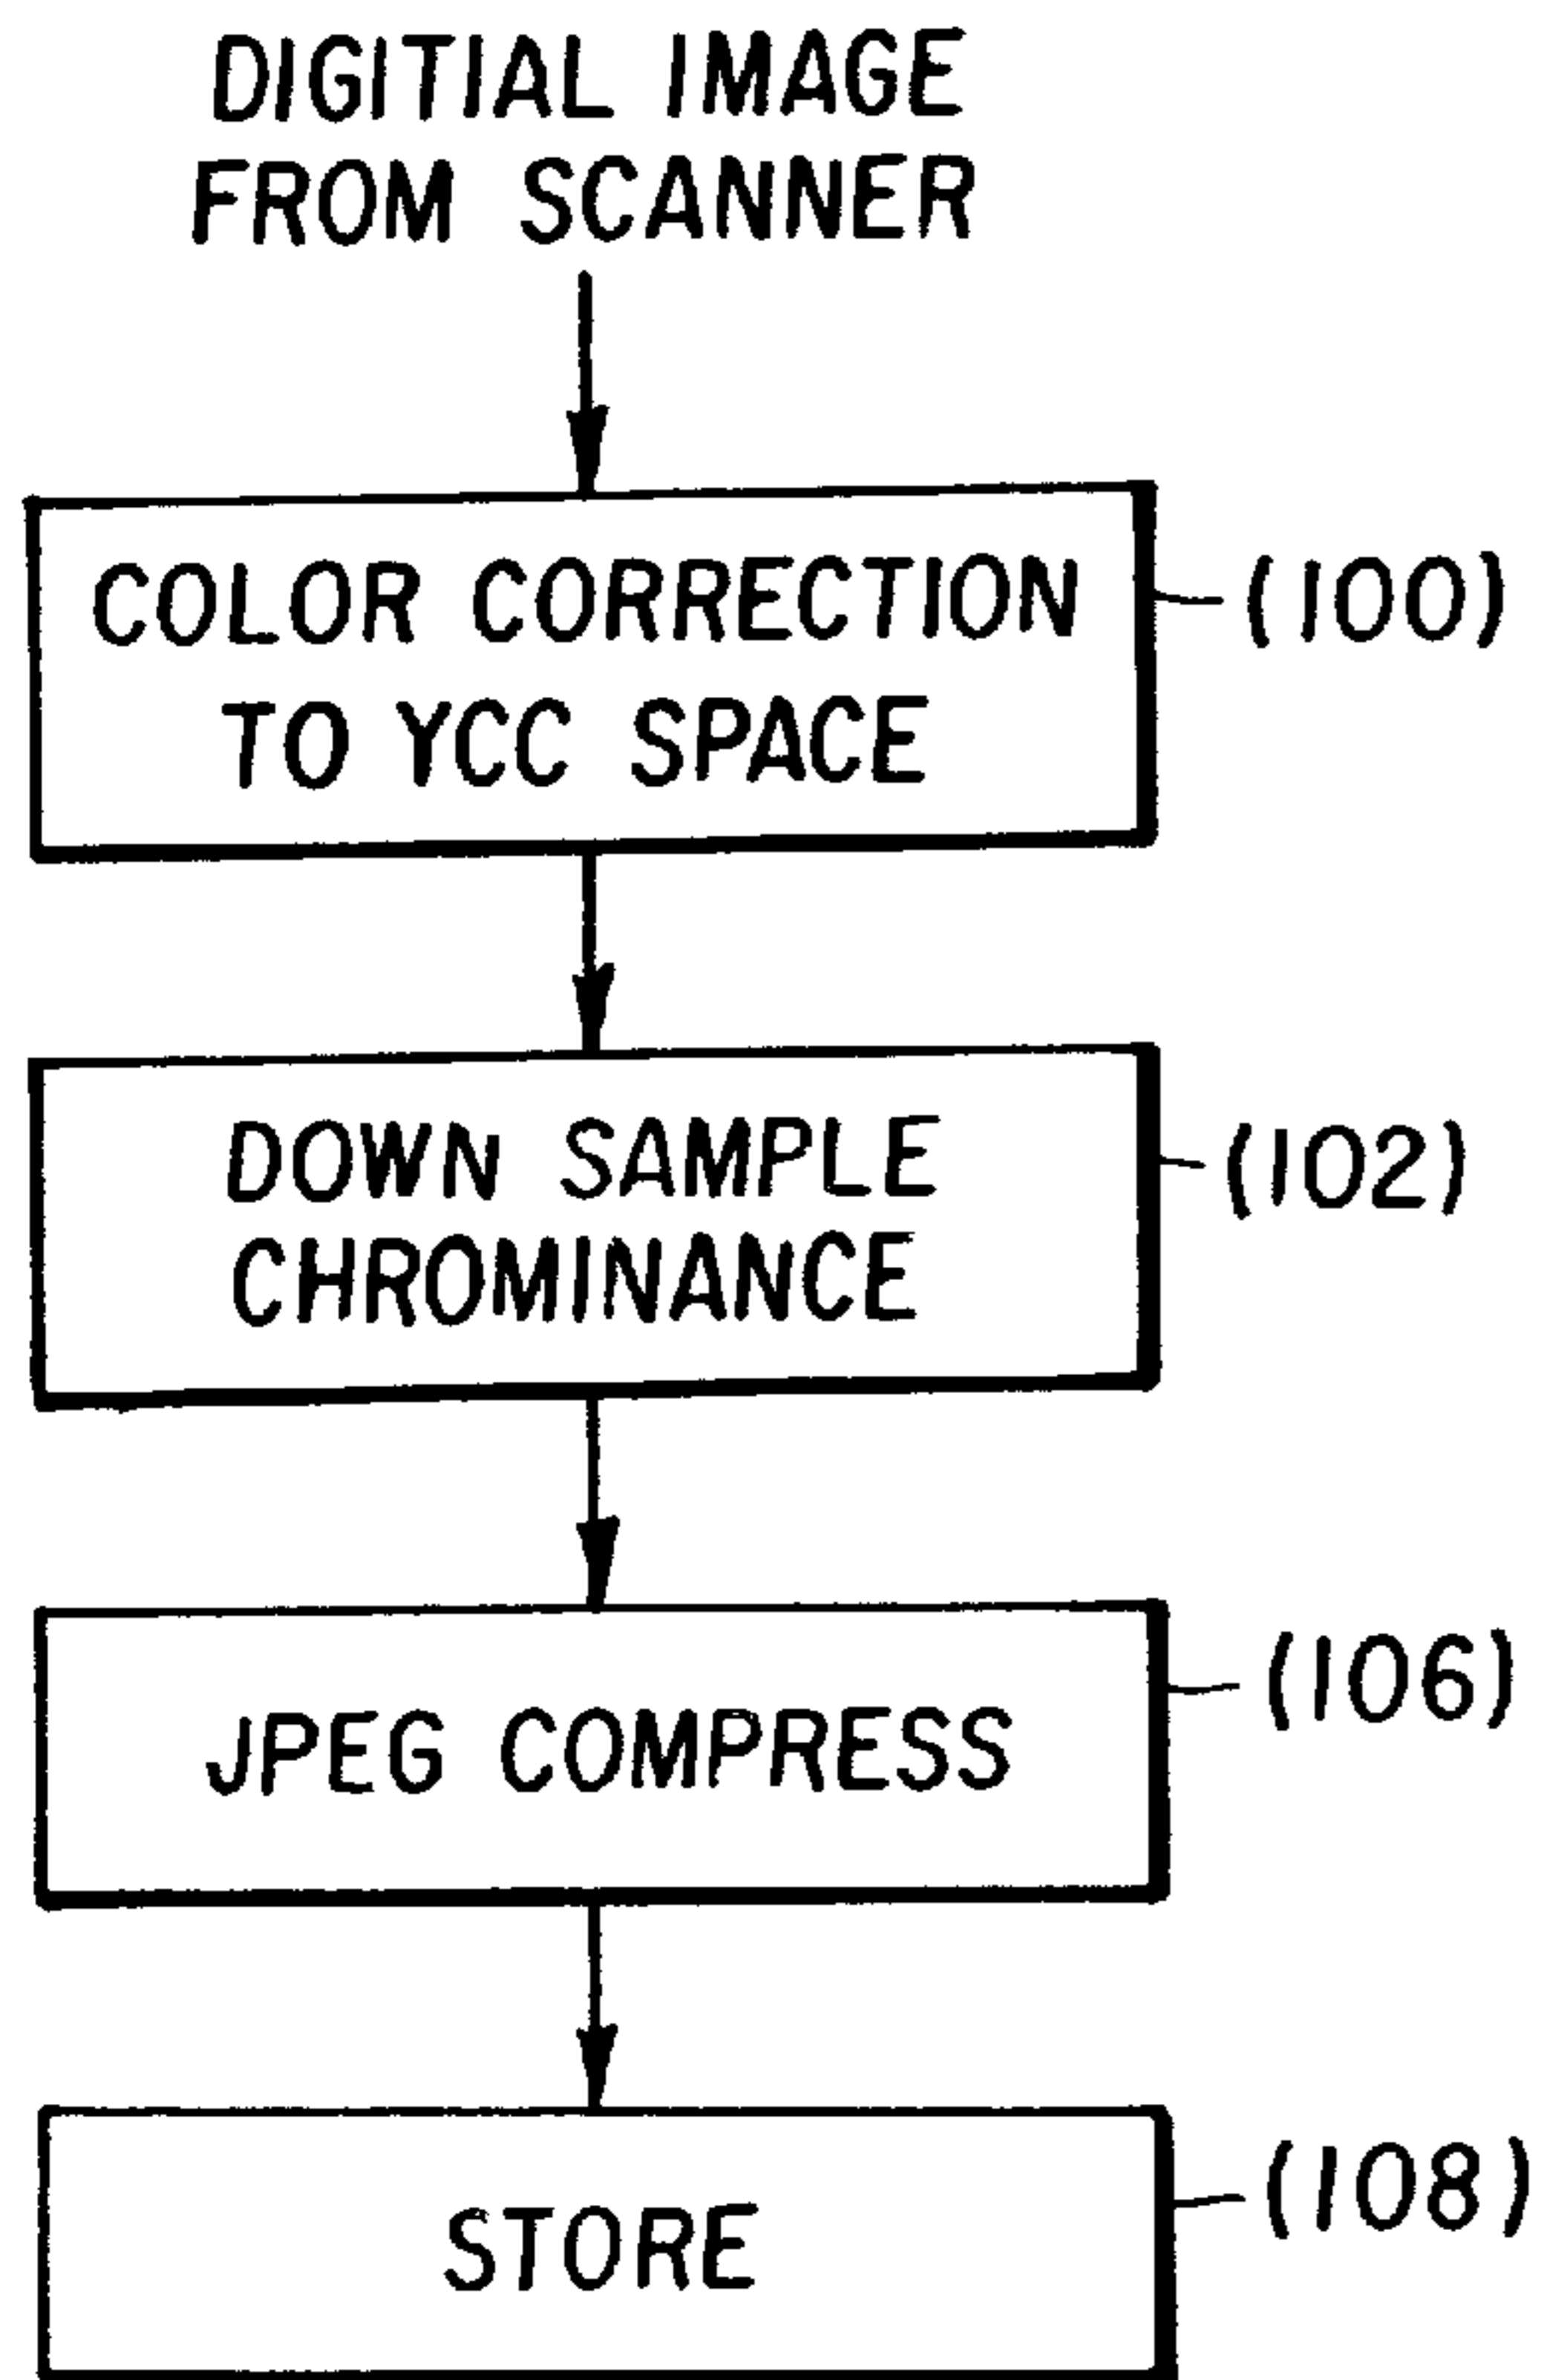 DIGITIAL IMAGE
FROM SCANNER
COLOR CORRECTION
TO YCC SPACE
(100)
DOWN SAMPLE
CHROMINANCE
(102)
JPEG COMPRESS
(106)
STORE
(108)